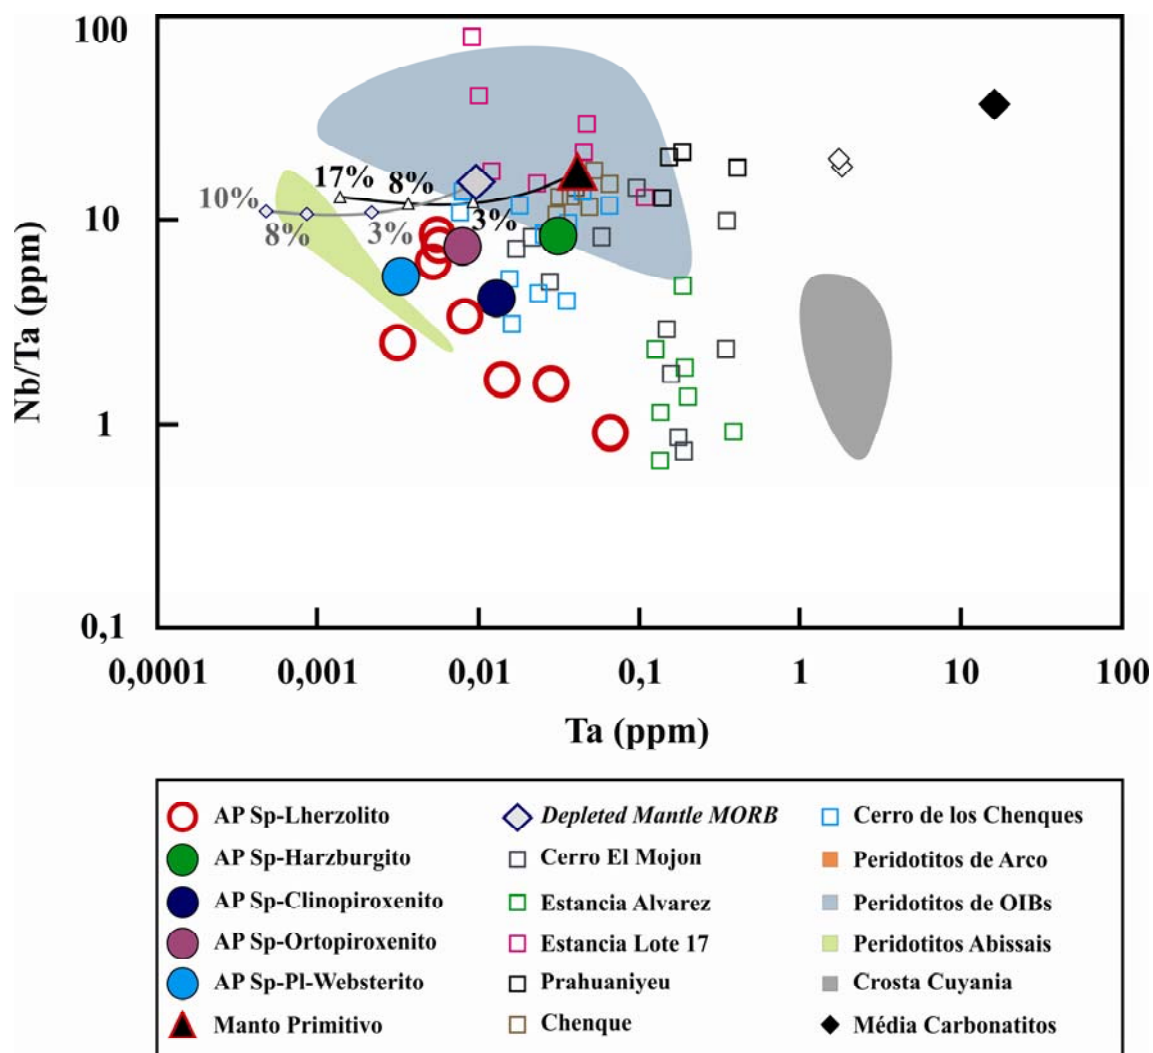 100
17%
8%
10%
10
3%
8%
3%
Nb/Ta (ppm)
1
0,1
0,0001
0,001
0,01
0,1
1
10
100
Ta (ppm)
AP Sp-Lherzolito
AP Sp-Harzburgito
AP Sp-Clinopiroxenito
AP Sp-Ortopiroxenito
AP Sp-Pl-Websterito
Manto Primitivo
Depleted Mantle MORB
Cerro El Mojon
Estancia Alvarez
Estancia Lote 17
Prahuaniyeu
Chenque
Cerro de los Chenques
Peridotitos de Arco
Peridotitos de OIBs
Peridotitos Abissais
Crosta Cuyania
Média Carbonatitos